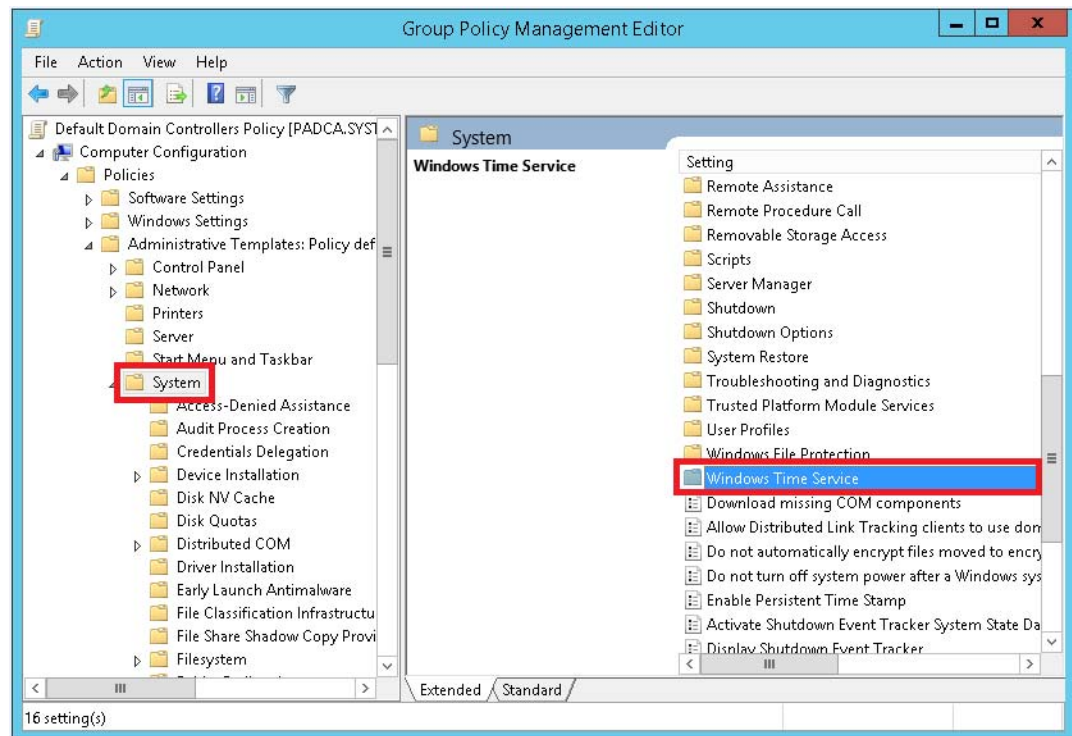 Group Policy Management Editor
File Action View Help
Default Domain Controllers Policy [PADCA.SYST
Computer Configuration
Policies
Software Settings
Windows Settings
Administrative Templates: Policy def
Control Panel
Network
Printers
Server
Start Menu and Taskbar
System
Access-Denied Assistance
Audit Process Creation
Credentials Delegation
Device Installation
Disk NV Cache
Disk Quotas
Distributed COM
Driver Installation
Early Launch Antimalware
File Classification Infrastructu
File Share Shadow Copy Provi
Filesystem
System
Windows Time Service
Setting
Remote Assistance
Remote Procedure Call
Removable Storage Access
Scripts
Server Manager
Shutdown
Shutdown Options
System Restore
Troubleshooting and Diagnostics
Trusted Platform Module Services
User Profiles
Windows File Protection
Windows Time Service
Download missing COM components
Allow Distributed Link Tracking clients to use dom
Do not automatically encrypt files moved to encry
Do not turn off system power after a Windows sys
Enable Persistent Time Stamp
Activate Shutdown Event Tracker System State Da
Display Shutdown Event Tracker
Extended Standard
16 setting(s)